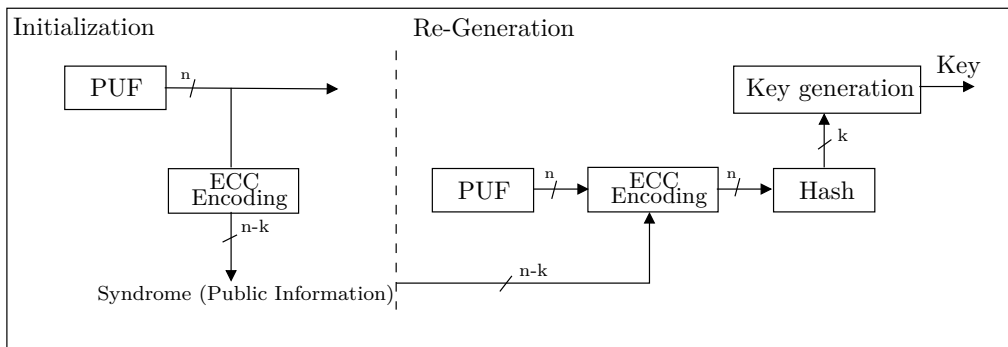 Initialization
PUF
n
ECC
Encoding
n-k
Syndrome (Public Information)
Re-Generation
PUF
n
ECC
Encoding
n
Hash
k
Key generation
Key
n-k